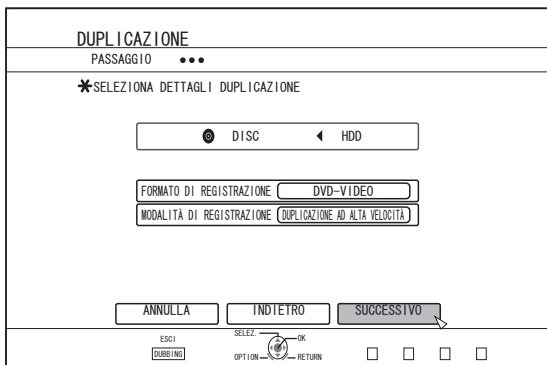 DUPLICAZIONE
PASSAGGIO
SELEZIONA DETTAGLI DUPLICAZIONE
DISC HDD
FORMATO DI REGISTRAZIONE DVD-VIDEO
MODALITÀ DI REGISTRAZIONE DUPLICAZIONE AD ALTA VELOCITÀ
ANNULLA INDIETRO SUCCESSIVO
ESCI SELEZ. OK
DUBBING OPTION RETURN